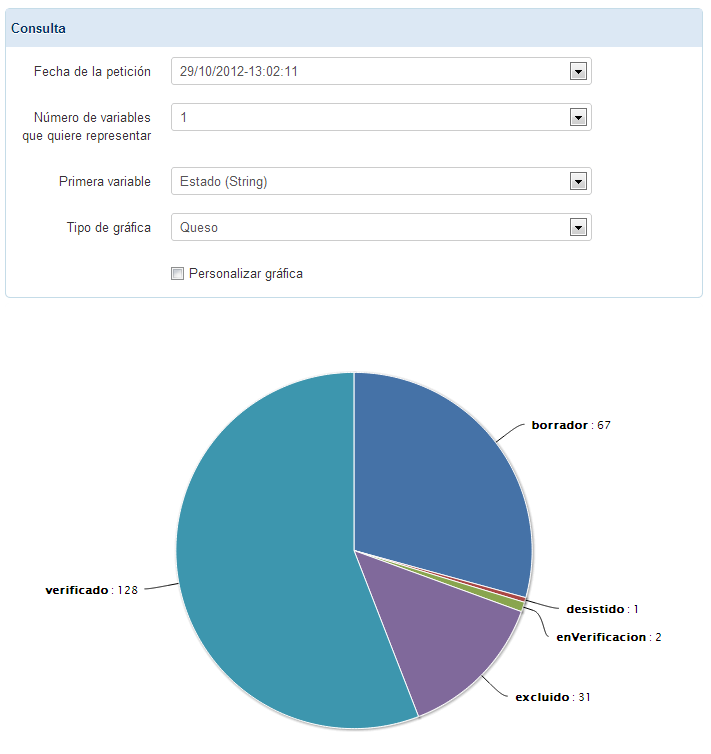 Consulta
Fecha de la petición
29/10/2012-13:02:11
Número de variables
que quiere representar
1
Primera variable
Estado (String)
Tipo de gráfica
Queso
Personalizar gráfica
borrador : 67
verificado : 128
desistido : 1
enVerificacion : 2
excluido : 31